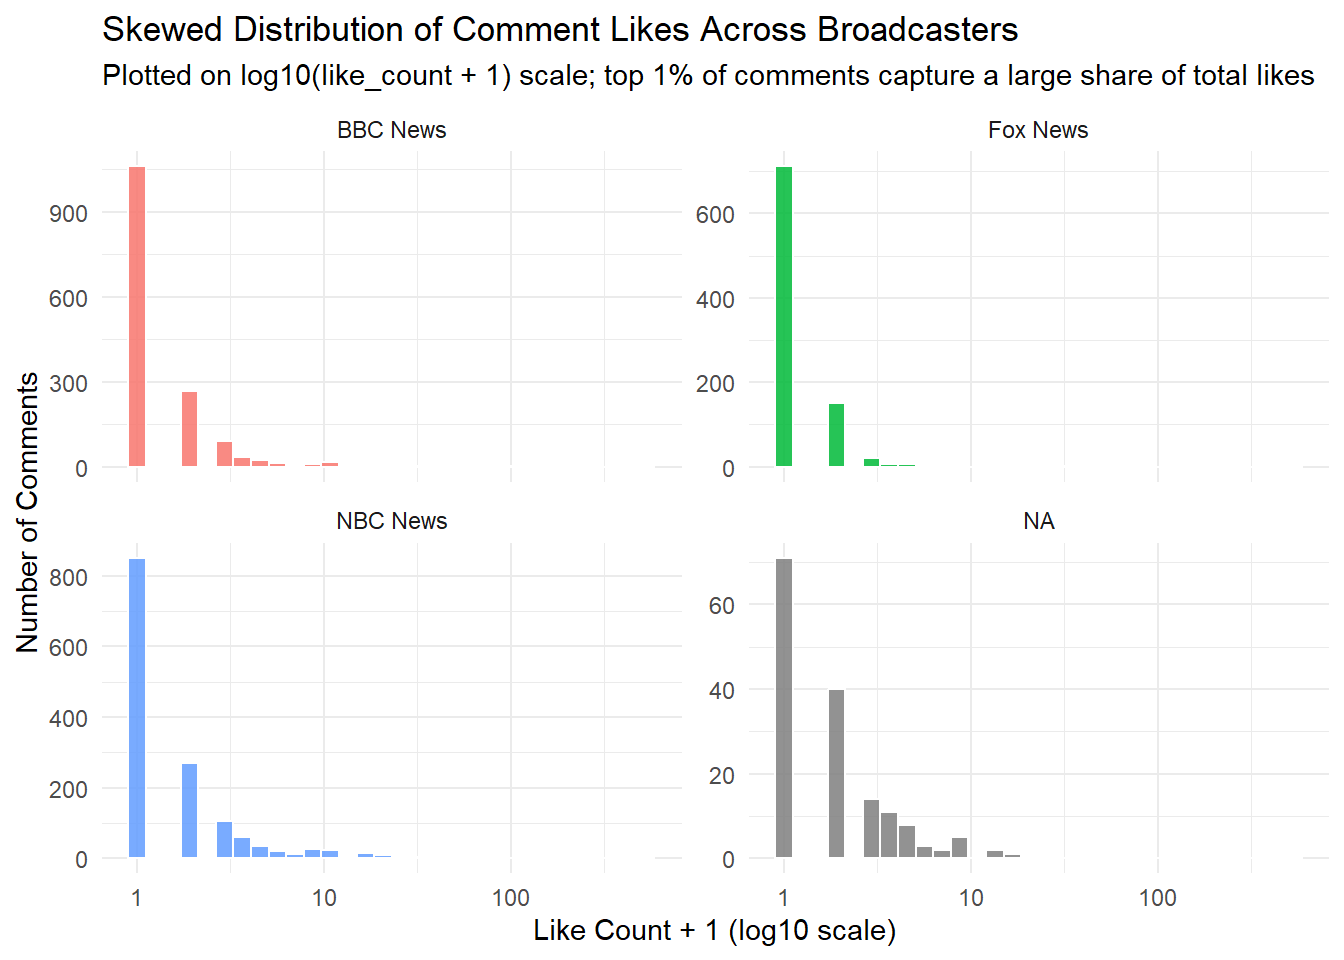 Skewed Distribution of Comment Likes Across Broadcasters
Plotted on log10(like_count + 1) scale; top 1% of comments capture a large share of total likes
BBC News
Fox News
900
600
300
0
600
400
200
0
NBC News
NA
800
600
400
200
0
60
40
20
0
1 10 100
1 10 100
Number of Comments
Like Count + 1 (log10 scale)